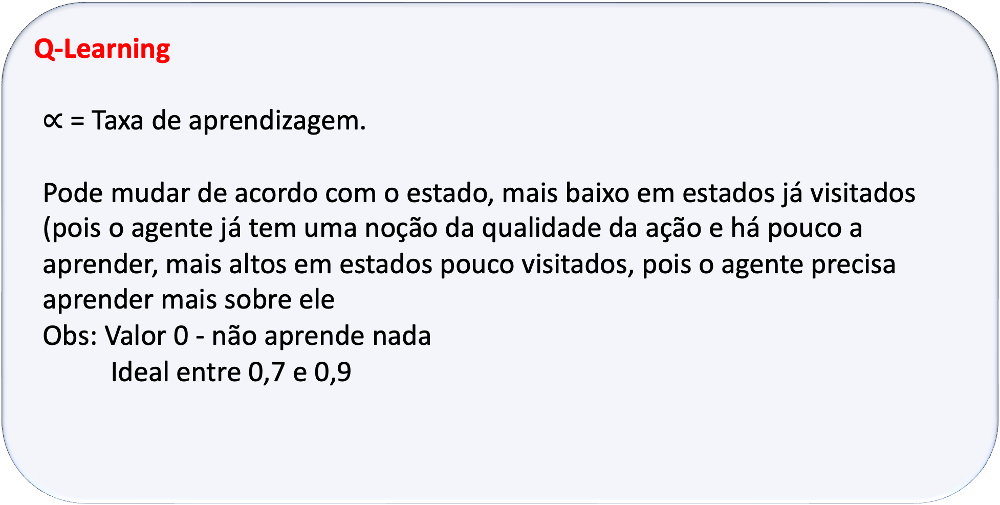 Q-Learning
∝ = Taxa de aprendizagem.
Pode mudar de acordo com o estado, mais baixo em estados já visitados
(pois o agente já tem uma noção da qualidade da ação e há pouco a
aprender, mais altos em estados pouco visitados, pois o agente precisa
aprender mais sobre ele
Obs: Valor 0 - não aprende nada
Ideal entre 0,7 e 0,9